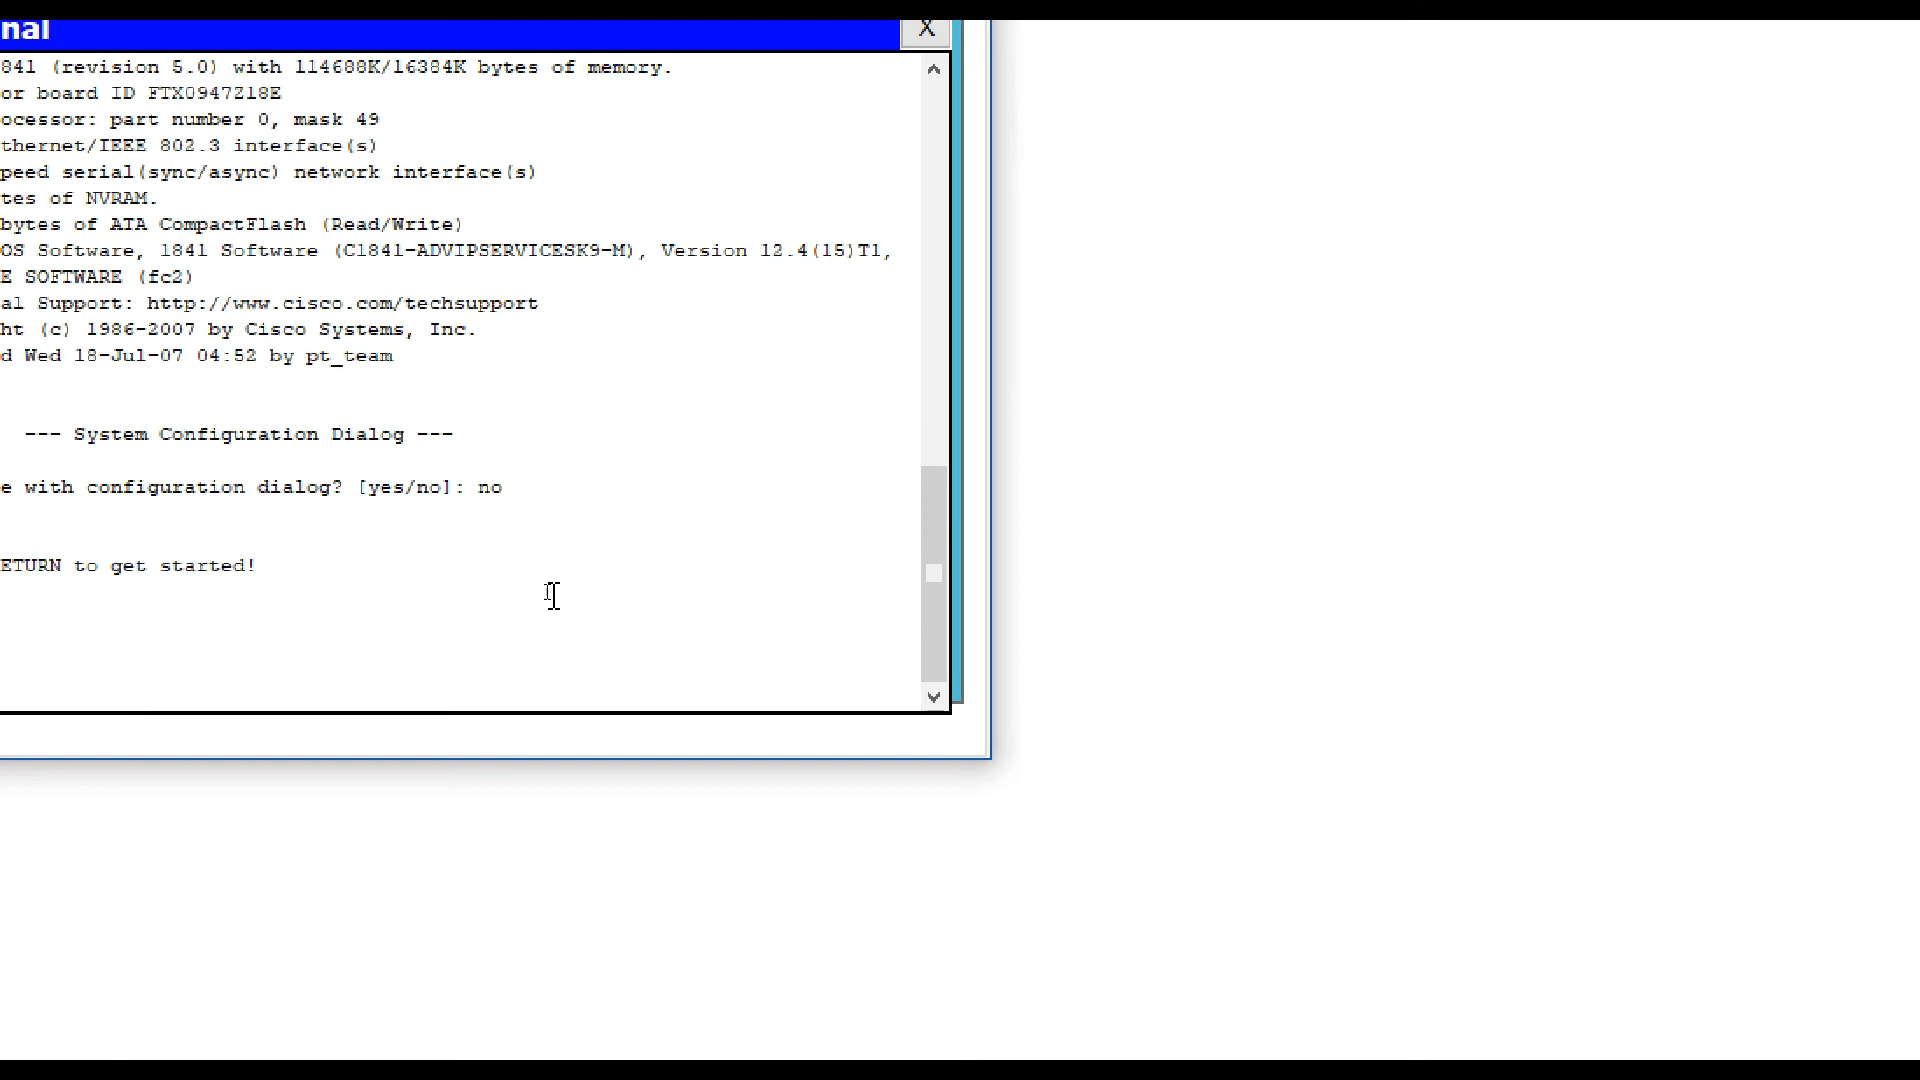 nal X
841 (revision 5.0) with 114688K/16384K bytes of memory.
or board ID FTX0947Z18E
ocessor: part number 0, mask 49
thernet/IEEE 802.3 interface(s)
peed serial(sync/async) network interface(s)
tes of NVRAM.
bytes of ATA CompactFlash (Read/Write)
OS Software, 1841 Software (C1841-ADVIPSERVICESK9-M), Version 12.4(15)T1,
E SOFTWARE (fc2)
al Support: http://www.cisco.com/techsupport
ht (c) 1986-2007 by Cisco Systems, Inc.
d Wed 18-Jul-07 04:52 by pt_team
--- System Configuration Dialog ---
e with configuration dialog? [yes/no]: no
ETURN to get started!